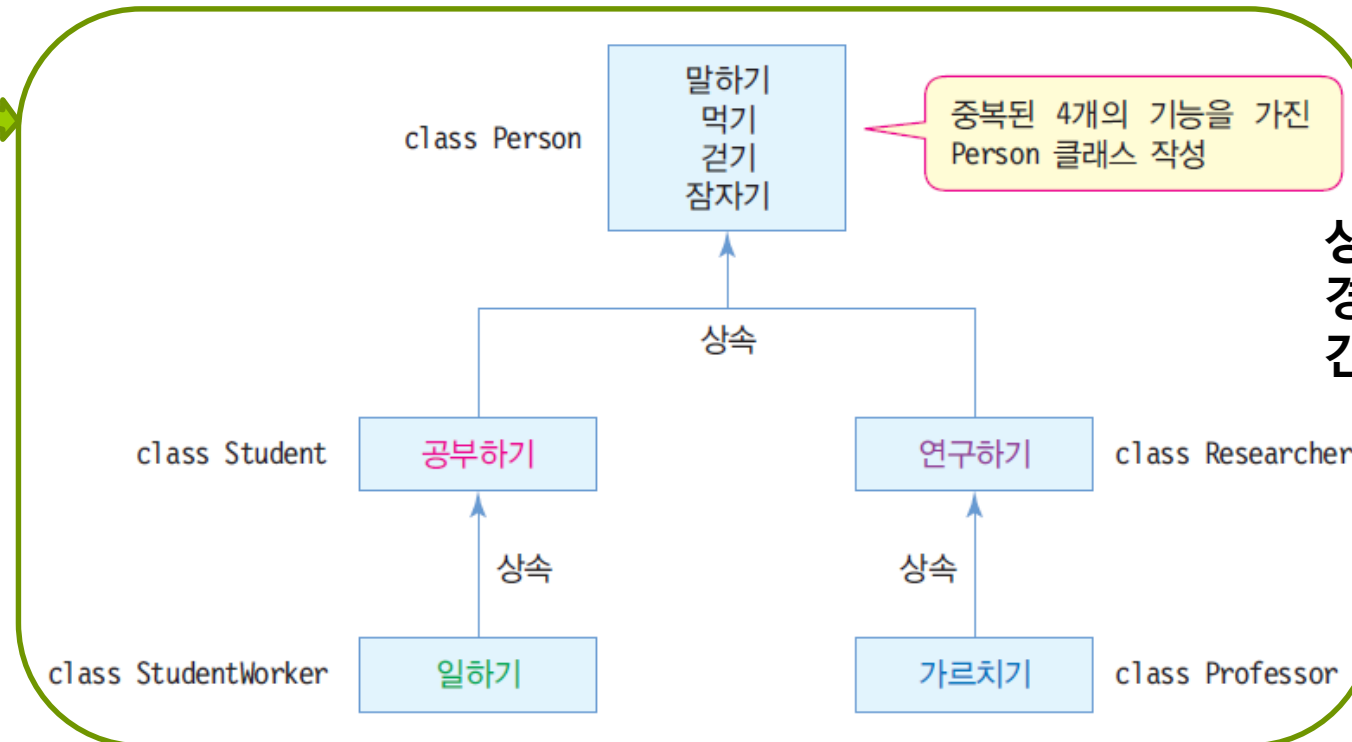 말하기
먹기
걷기
잠자기
class Person
중복된 4개의 기능을 가진
Person 클래스 작성
상속
class Student
공부하기
연구하기
class Researcher
상속
상속
class StudentWorker
일하기
가르치기
class Professor